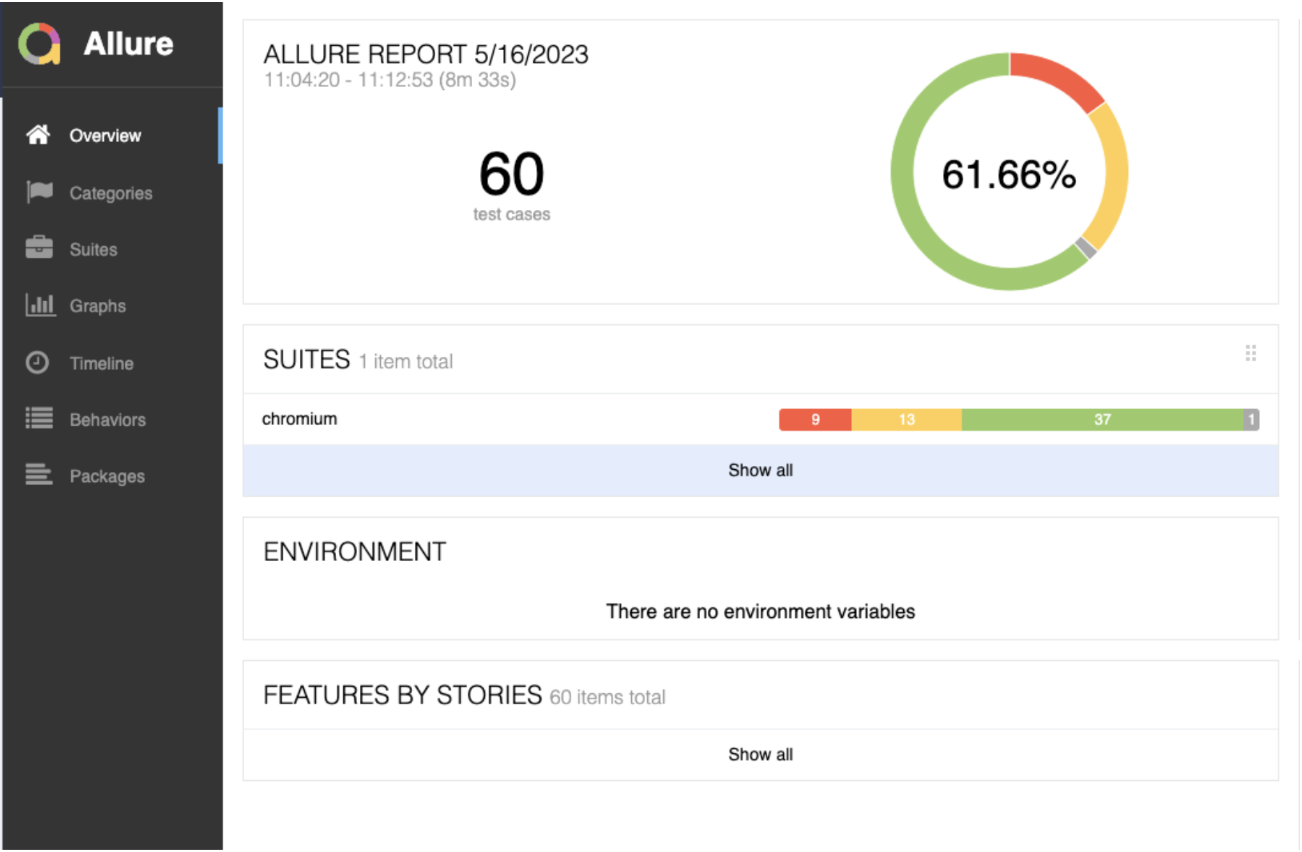 Allure
Overview
Categories
Suites
Graphs
Timeline
Behaviors
Packages
ALLURE REPORT 5/16/2023
11:04:20 - 11:12:53 (8m 33s)
60
test cases
61.66%
SUITES 1 item total
chromium 9 13 37 1
Show all
ENVIRONMENT
There are no environment variables
FEATURES BY STORIES 60 items total
Show all